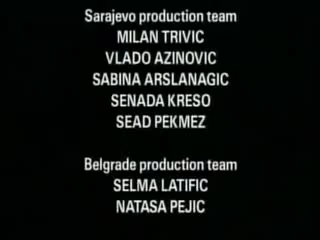 Sarajevo production team
MILAN TRIVIC
VLADO AZINOVIC
SABINA ARSLANAGIC
SENADA KRESO
SEAD PEKMEZ
Belgrade production team
SELMA LATIFIC
NATASA PEJIC